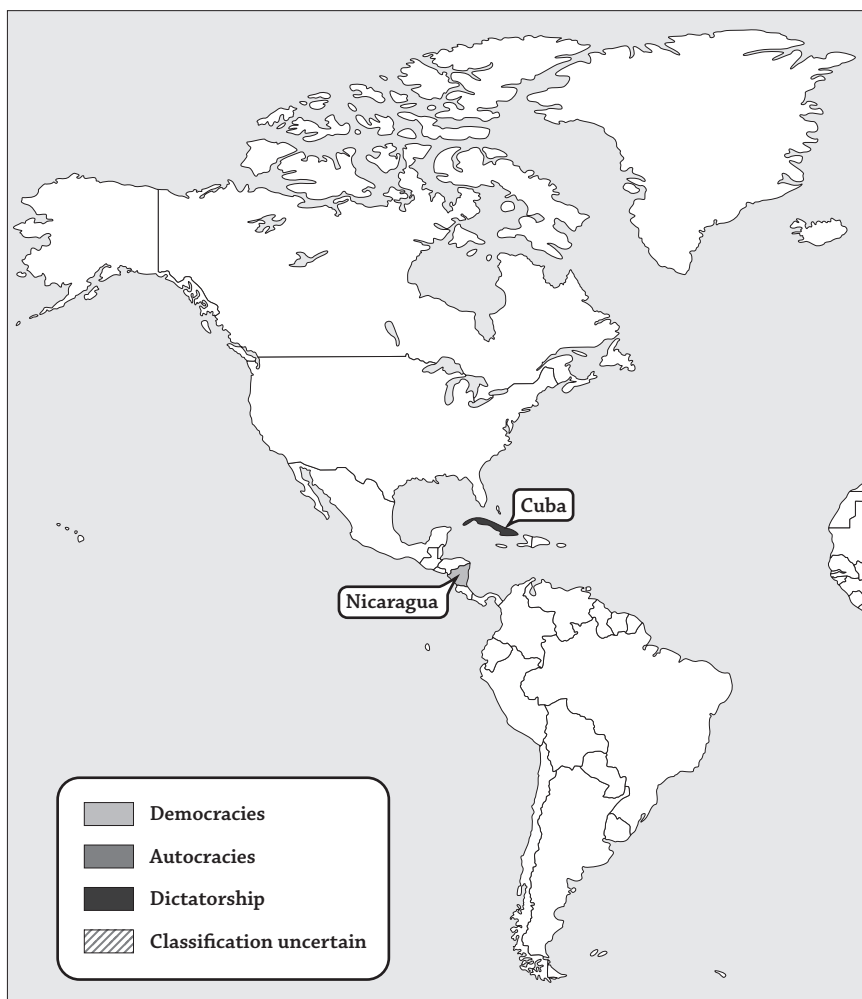 Cuba
Nicaragua
Democracies
Autocracies
Dictatorship
Classification uncertain